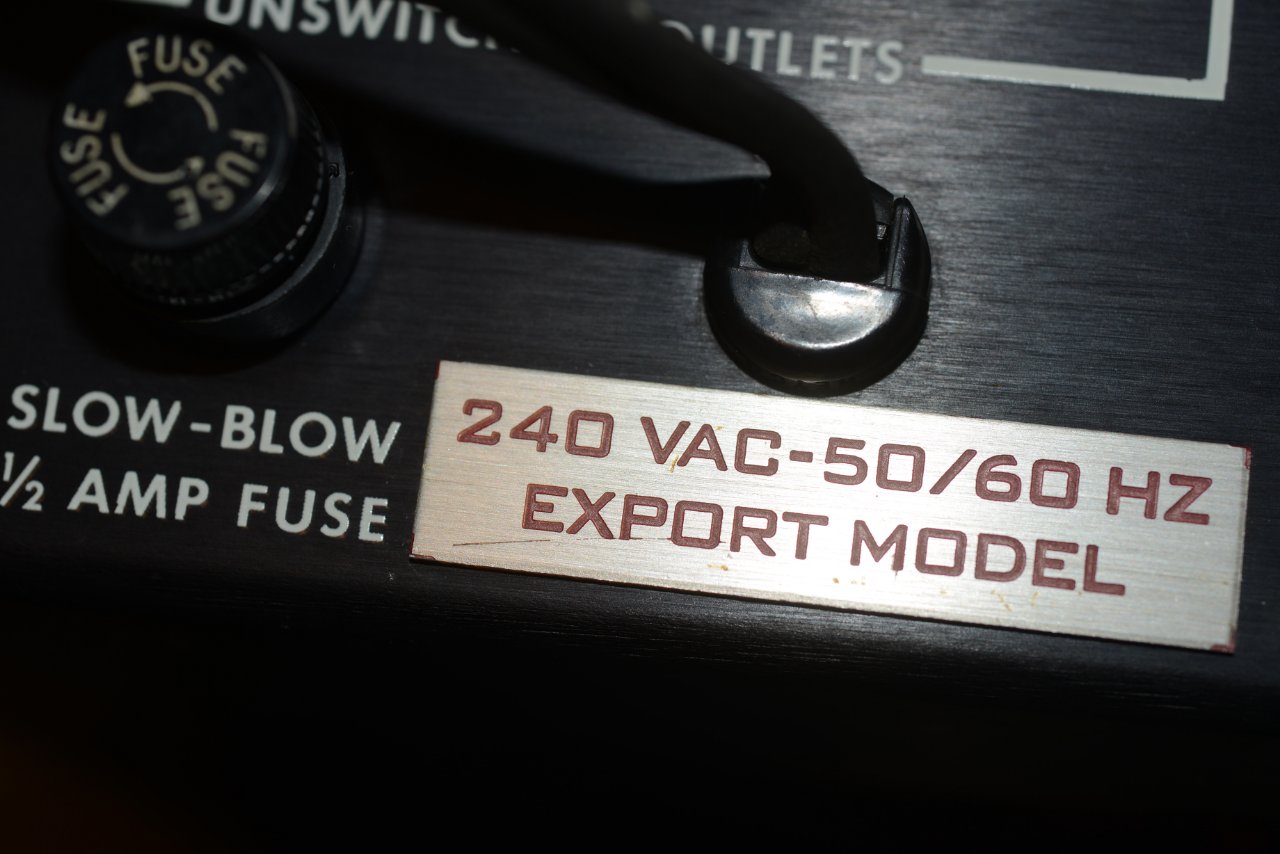 UNSWITC OUTLETS
FUSE
FUSE
FUSE
SLOW-BLOW
½ AMP FUSE
240 VAC-50/60 HZ
EXPORT MODEL